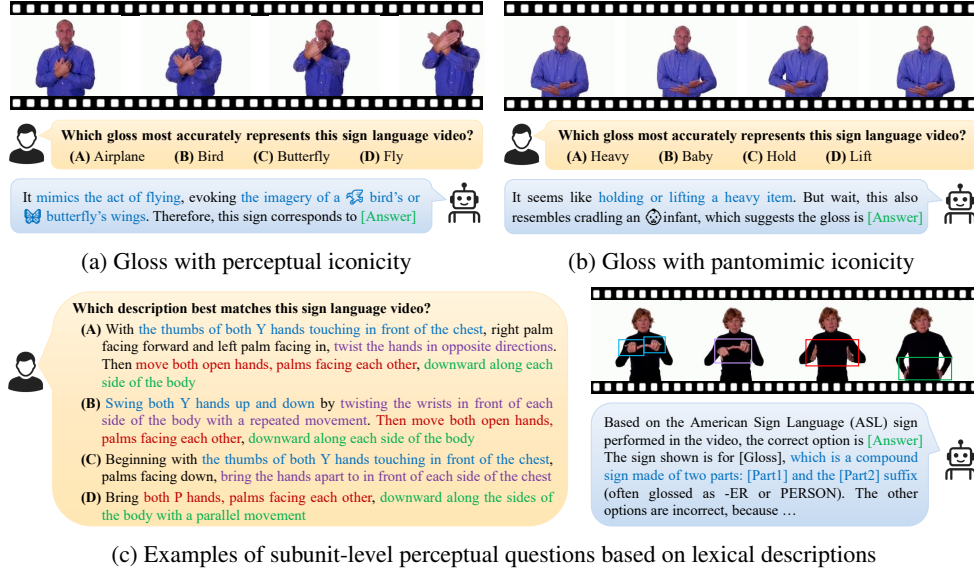 Which gloss most accurately represents this sign language video?
(A) Airplane (B) Bird (C) Butterfly (D) Fly
It mimics the act of flying, evoking the imagery of a bird's or
butterfly's wings. Therefore, this sign corresponds to [Answer]
(a) Gloss with perceptual iconicity
Which gloss most accurately represents this sign language video?
(A) Heavy (B) Baby (C) Hold (D) Lift
It seems like holding or lifting a heavy item. But wait, this also
resembles cradling an infant, which suggests the gloss is [Answer]
(b) Gloss with pantomimic iconicity
Which description best matches this sign language video?
(A) With the thumbs of both Y hands touching in front of the chest, right palm
facing forward and left palm facing in, twist the hands in opposite directions.
Then move both open hands, palms facing each other, downward along each
side of the body
(B) Swing both Y hands up and down by twisting the wrists in front of each
side of the body with a repeated movement. Then move both open hands,
palms facing each other, downward along each side of the body
(C) Beginning with the thumbs of both Y hands touching in front of the chest,
palms facing down, bring the hands apart to in front of each side of the chest
(D) Bring both P hands, palms facing each other, downward along the sides of
the body with a parallel movement
Based on the American Sign Language (ASL) sign
performed in the video, the correct option is [Answer]
The sign shown is for [Gloss], which is a compound
sign made of two parts: [Part1] and the [Part2] suffix
(often glossed as -ER or PERSON). The other
options are incorrect, because …
(c) Examples of subunit-level perceptual questions based on lexical descriptions